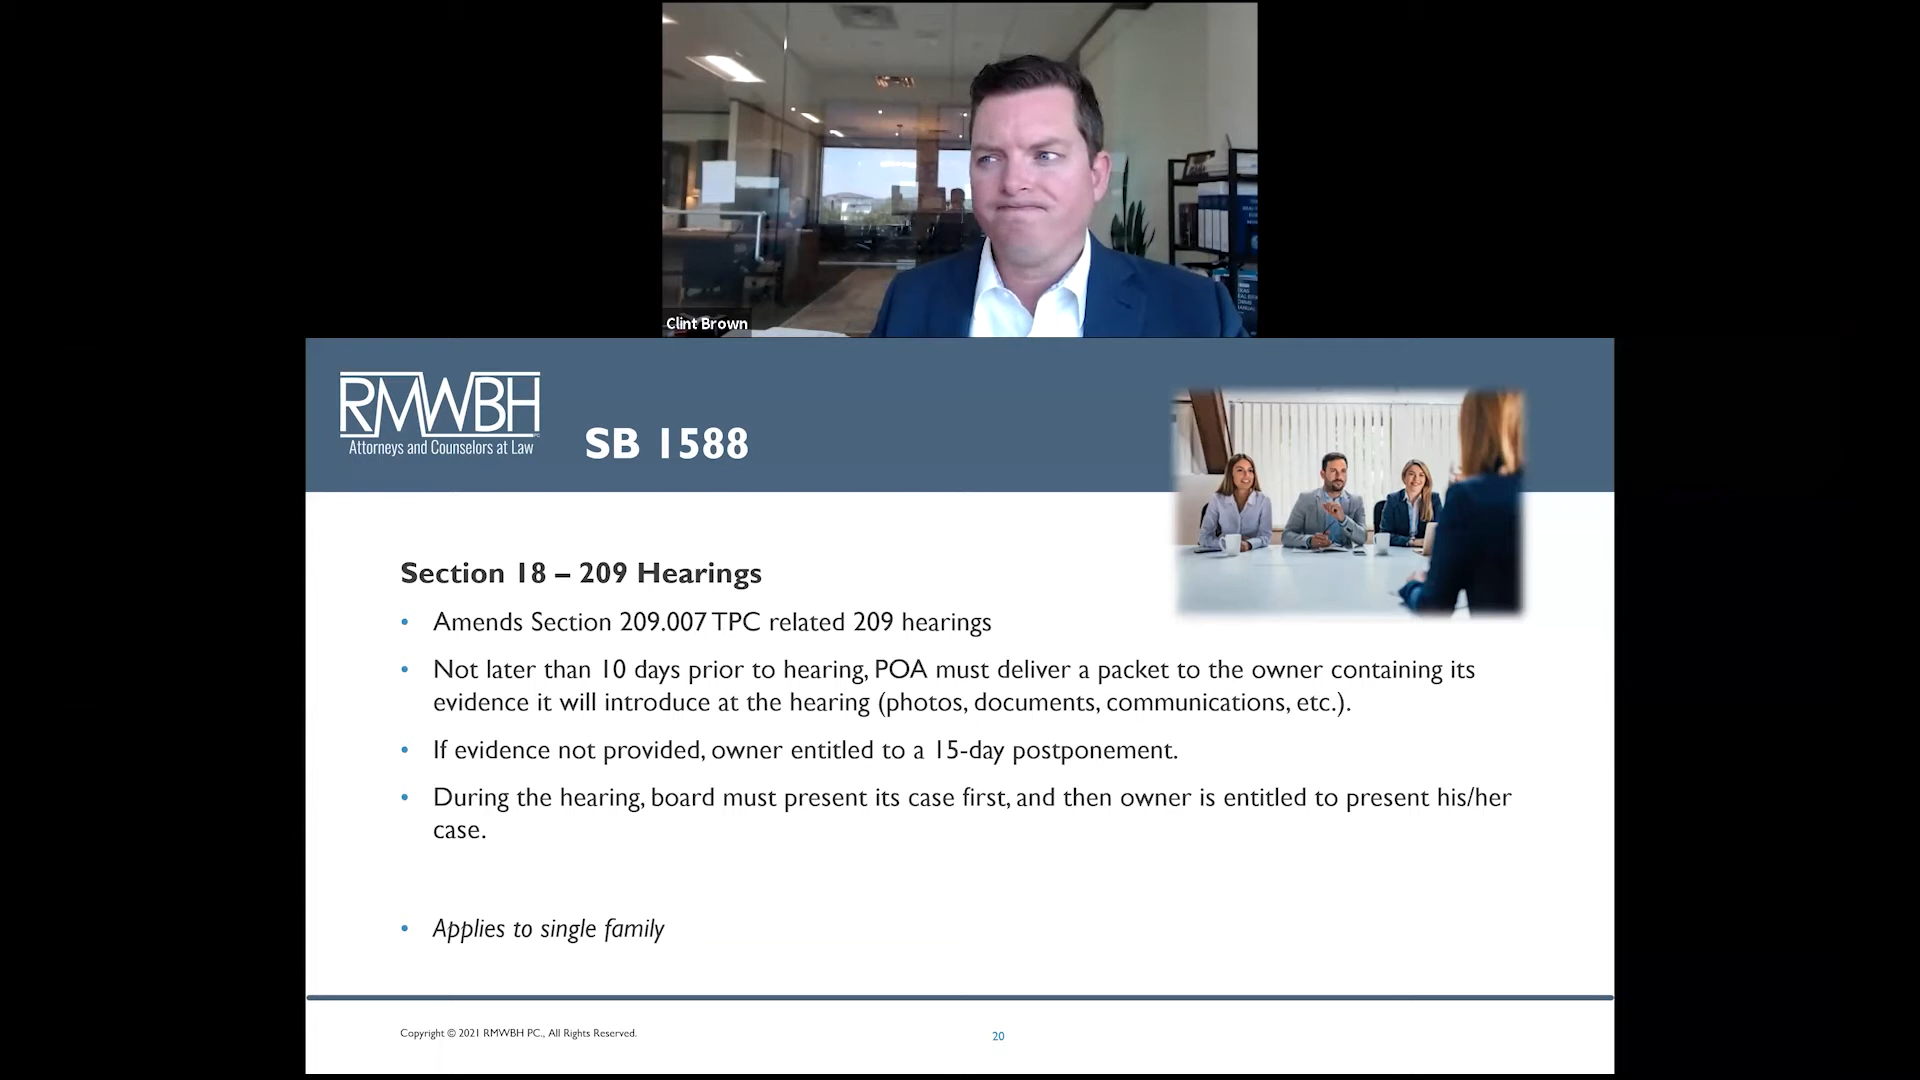 Clint Brown
RMWBH
Attorneys and Counselors at Law
SB 1588
Section 18 – 209 Hearings
• Amends Section 209.007 TPC related 209 hearings
• Not later than 10 days prior to hearing, POA must deliver a packet to the owner containing its
evidence it will introduce at the hearing (photos, documents, communications, etc.).
• If evidence not provided, owner entitled to a 15-day postponement.
• During the hearing, board must present its case first, and then owner is entitled to present his/her
case.
• Applies to single family
Copyright © 2021 RMWBH PC., All Rights Reserved.
20